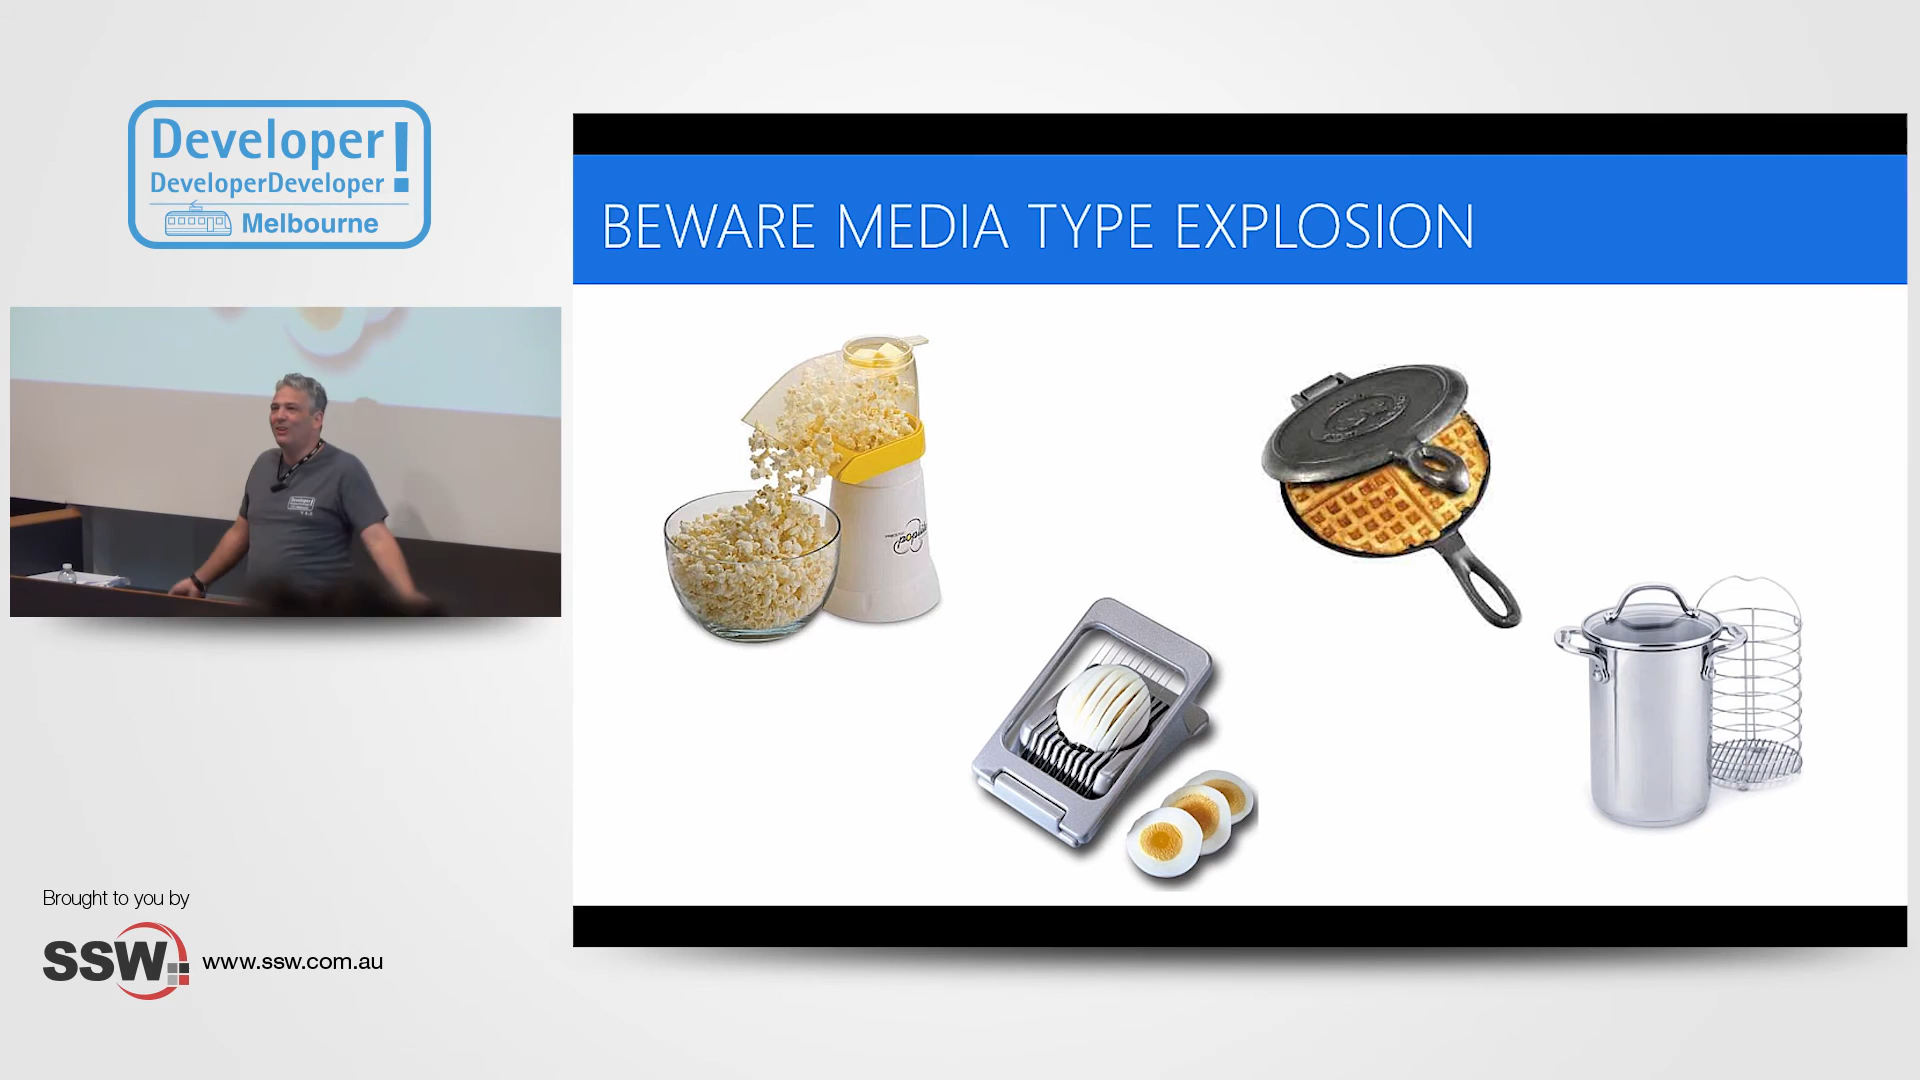 Developer!
DeveloperDeveloper
Melbourne
BEWARE MEDIA TYPE EXPLOSION
Brought to you by
SSW
www.ssw.com.au